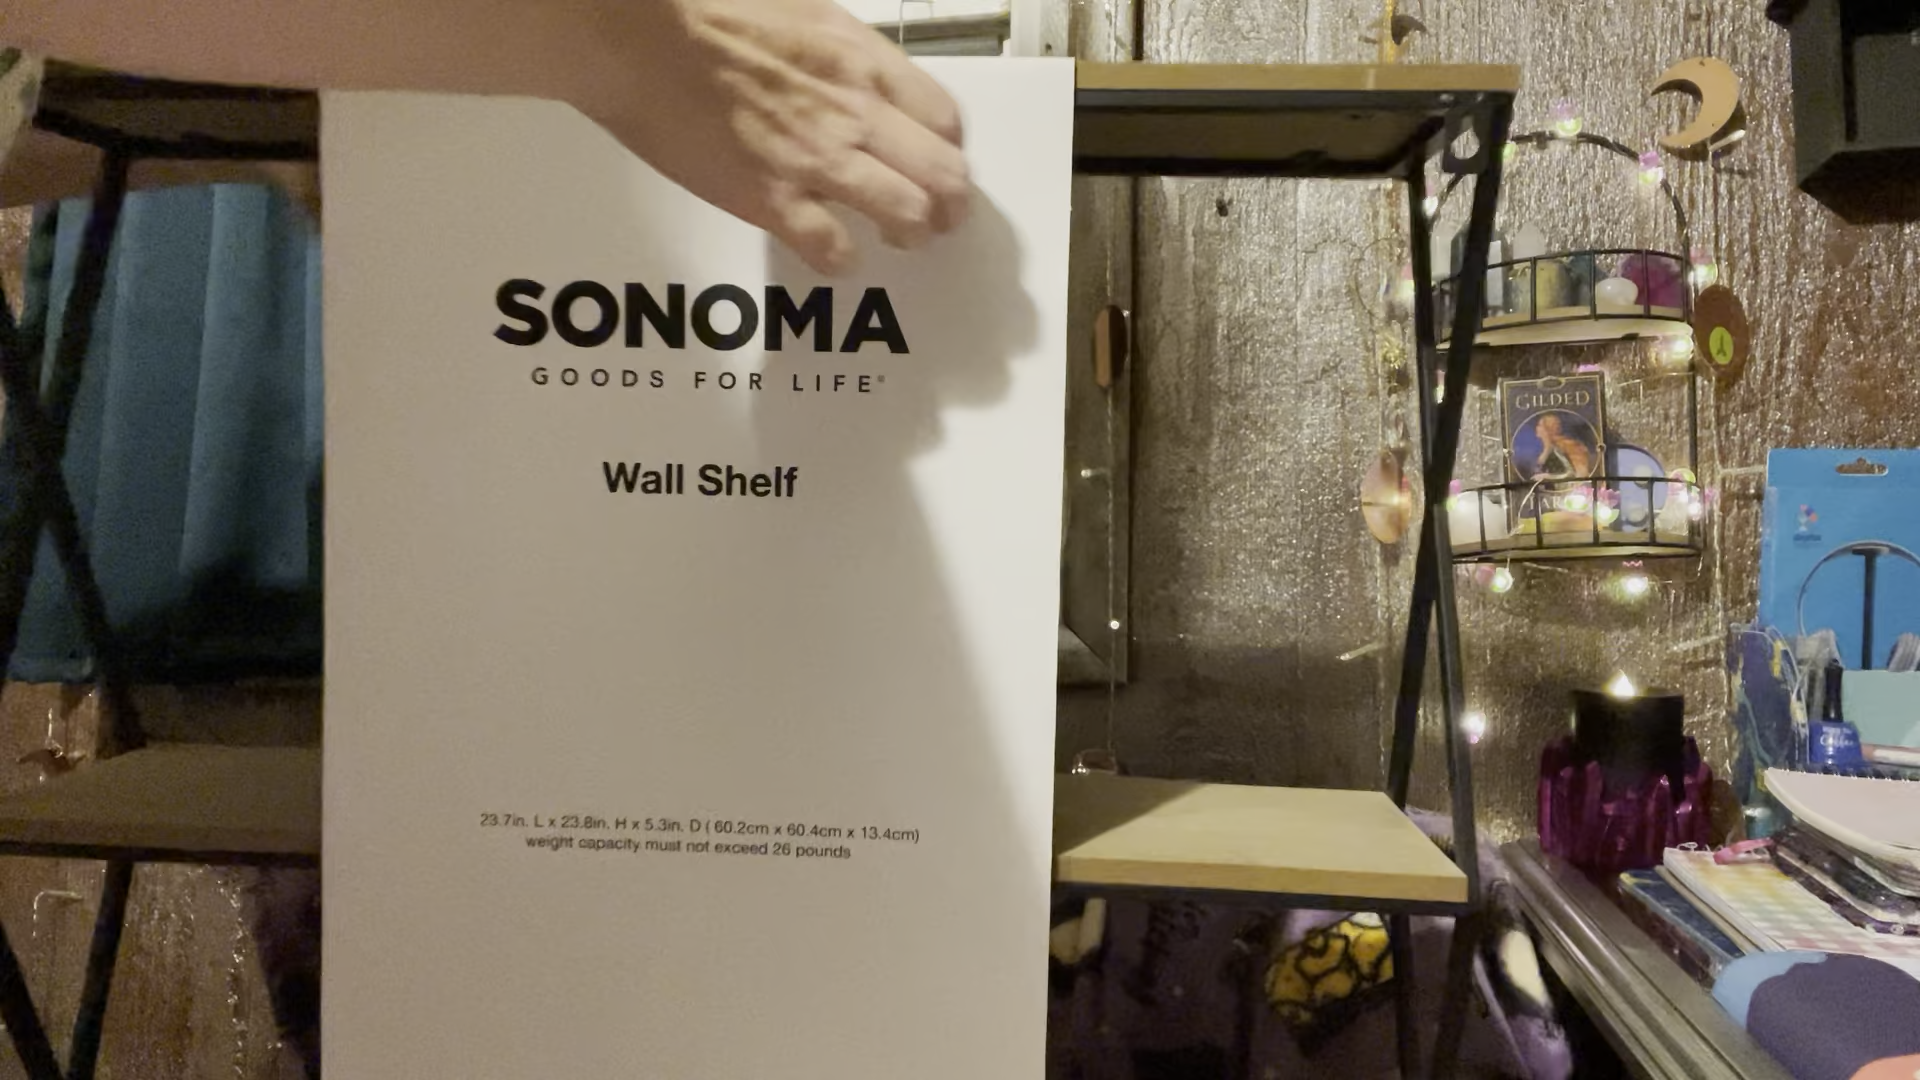 SONOMA
GOODS FOR LIFE®
Wall Shelf
23.7in. L x 23.8in. H x 5.3in. D ( 60.2cm x 60.4cm x 13.4cm)
weight capacity must not exceed 26 pounds
GILDED